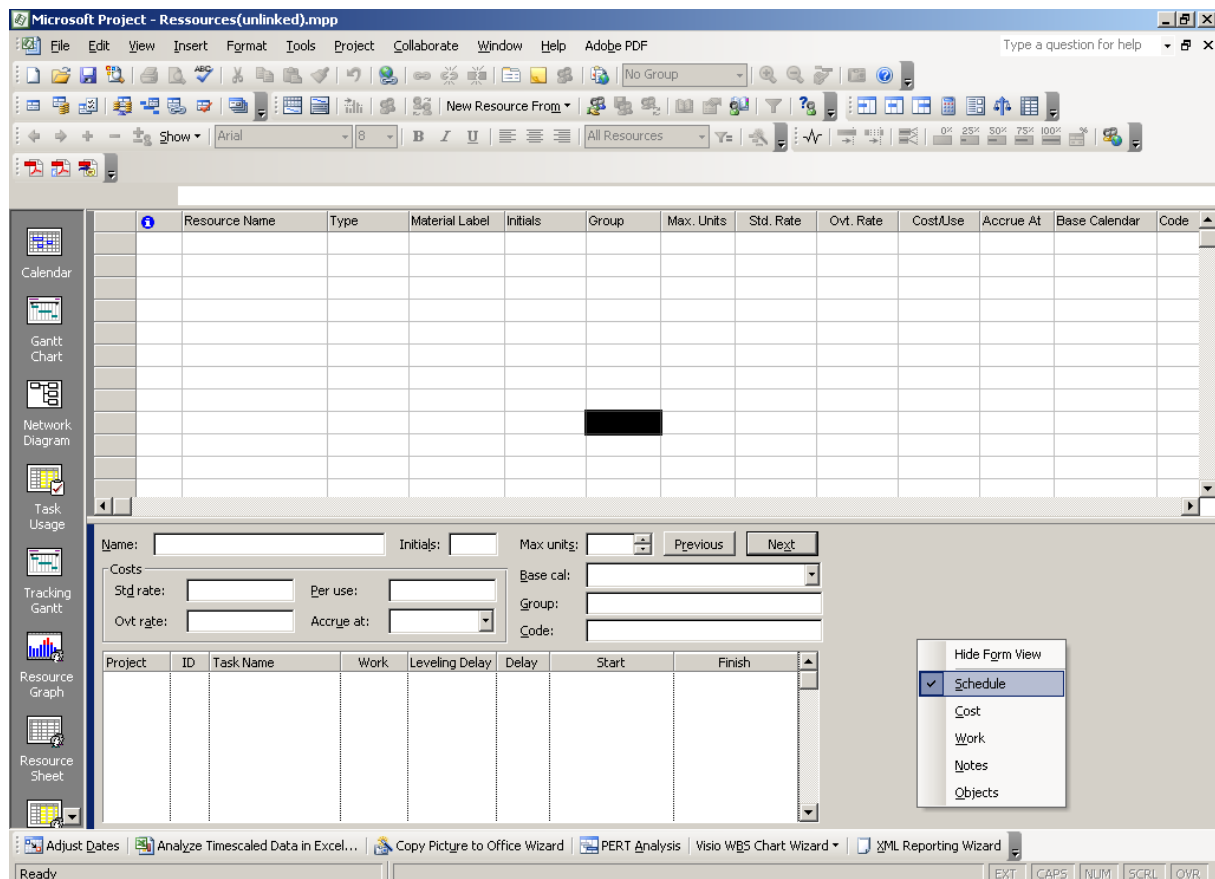 Microsoft Project - Ressources(unlinked).mpp
File Edit View Insert Format Tools Project Collaborate Window Help Adobe PDF Type a question for help
No Group
New Resource From
Show Arial 8 B I U All Resources 0% 25% 50% 75% 100%
Resource Name Type Material Label Initials Group Max. Units Std. Rate Ovt. Rate Cost/Use Accrue At Base Calendar Code
Calendar
Gantt
Chart
Network
Diagram
Task
Usage
Tracking
Gantt
Resource
Graph
Resource
Sheet
Name: Initials: Max units: Previous Next
Costs
Std rate: Per use: Base cal:
Ovt rate: Accrue at: Group:
Code:
Project ID Task Name Work Leveling Delay Delay Start Finish
Hide Form View
Schedule
Cost
Work
Notes
Objects
Adjust Dates Analyze Timescaled Data in Excel... Copy Picture to Office Wizard PERT Analysis Visio WBS Chart Wizard XML Reporting Wizard
Ready EXT CAPS NUM SCRL OVR